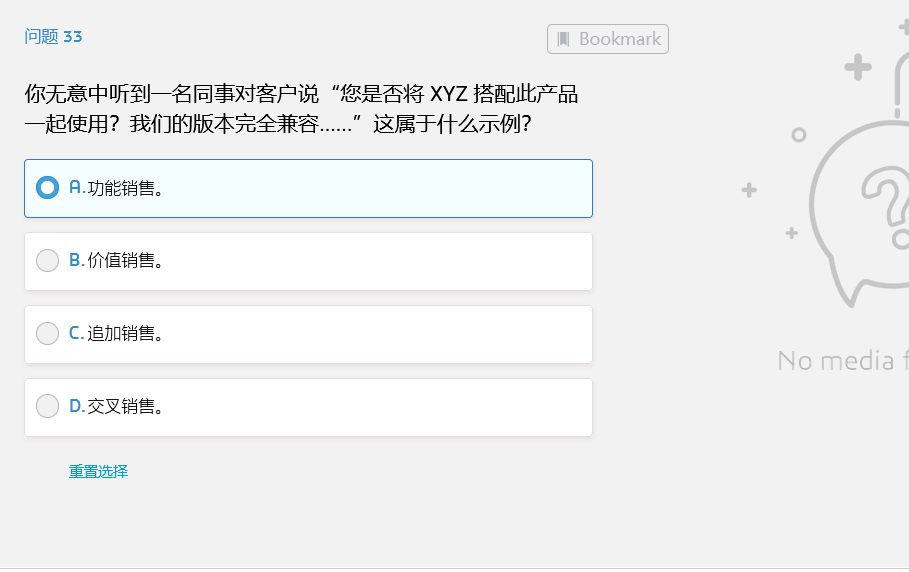 问题 33
Bookmark
你无意中听到一名同事对客户说“您是否将 XYZ 搭配此产品
一起使用？我们的版本完全兼容......”这属于什么示例？
A.功能销售。
B.价值销售。
C.追加销售。
D.交叉销售。
重置选择
No media f